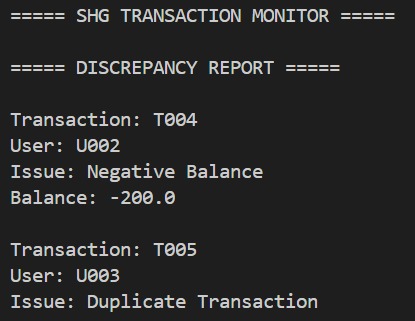 ===== SHG TRANSACTION MONITOR =====
===== DISCREPANCY REPORT =====
Transaction: T004
User: U002
Issue: Negative Balance
Balance: -200.0
Transaction: T005
User: U003
Issue: Duplicate Transaction